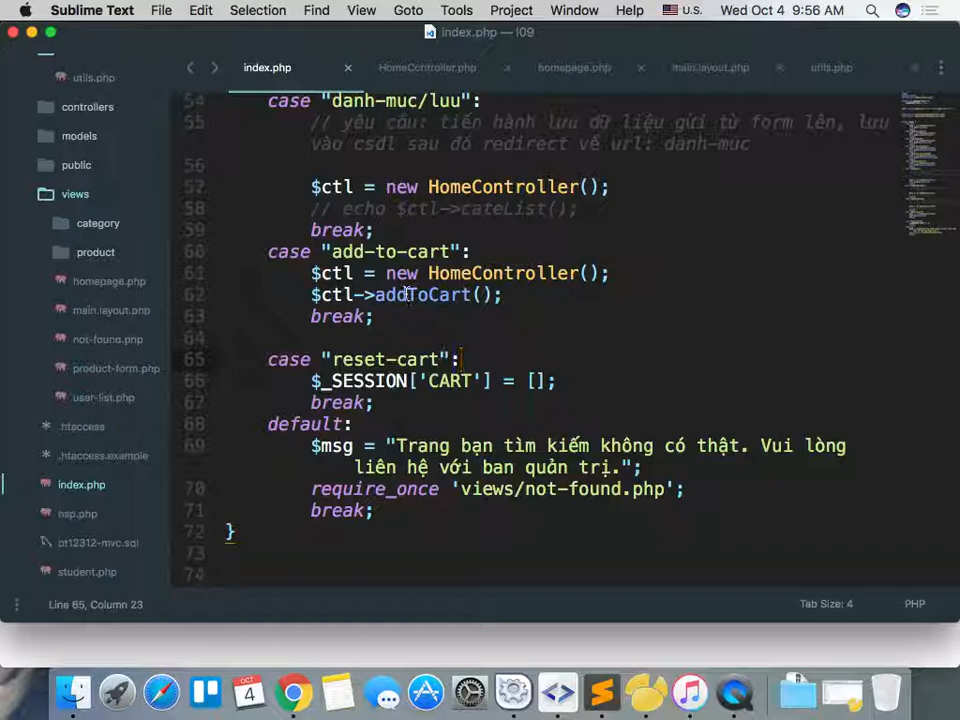 Sublime Text File Edit Selection Find View Goto Tools Project Window Help U.S. Wed Oct 4 9:56 AM
index.php — l09
index.php × HomeController.php × homepage.php × main.layout.php × utils.php
utils.php
controllers
models
public
views
category
product
homepage.php
main.layout.php
not-found.php
product-form.php
user-list.php
.htaccess
.htaccess.example
index.php
nsp.php
pt12312-mvc.sql
student.php
54 case "danh-muc/luu":
55 // yêu cầu: tiến hành lưu dữ liệu gửi từ form lên, lưu
vào csdl sau đó redirect về url: danh-muc
56
57 $ctl = new HomeController();
58 // echo $ctl->cateList();
59 break;
60 case "add-to-cart":
61 $ctl = new HomeController();
62 $ctl->addToCart();
63 break;
64
65 case "reset-cart":
66 $_SESSION['CART'] = [];
67 break;
68 default:
69 $msg = "Trang bạn tìm kiếm không có thật. Vui lòng
liên hệ với ban quản trị.";
70 require_once 'views/not-found.php';
71 break;
72 }
73
74
Line 65, Column 23 Tab Size: 4 PHP
OCT
4